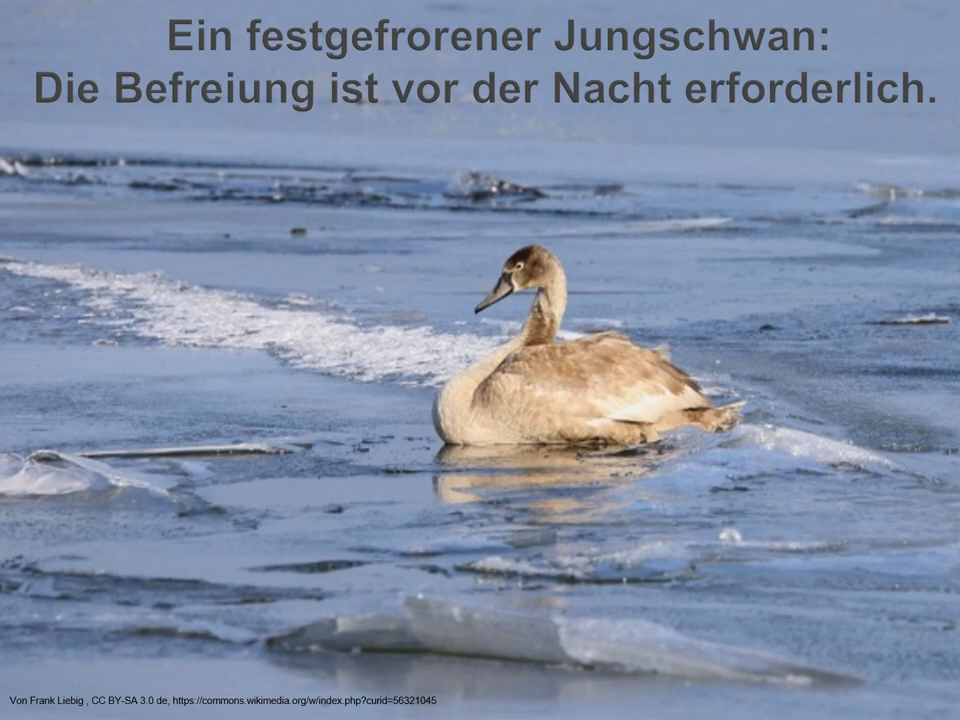 Ein festgefrorener Jungschwan:
Die Befreiung ist vor der Nacht erforderlich.
Von Frank Liebig , CC BY-SA 3.0 de, https://commons.wikimedia.org/w/index.php?curid=56321045